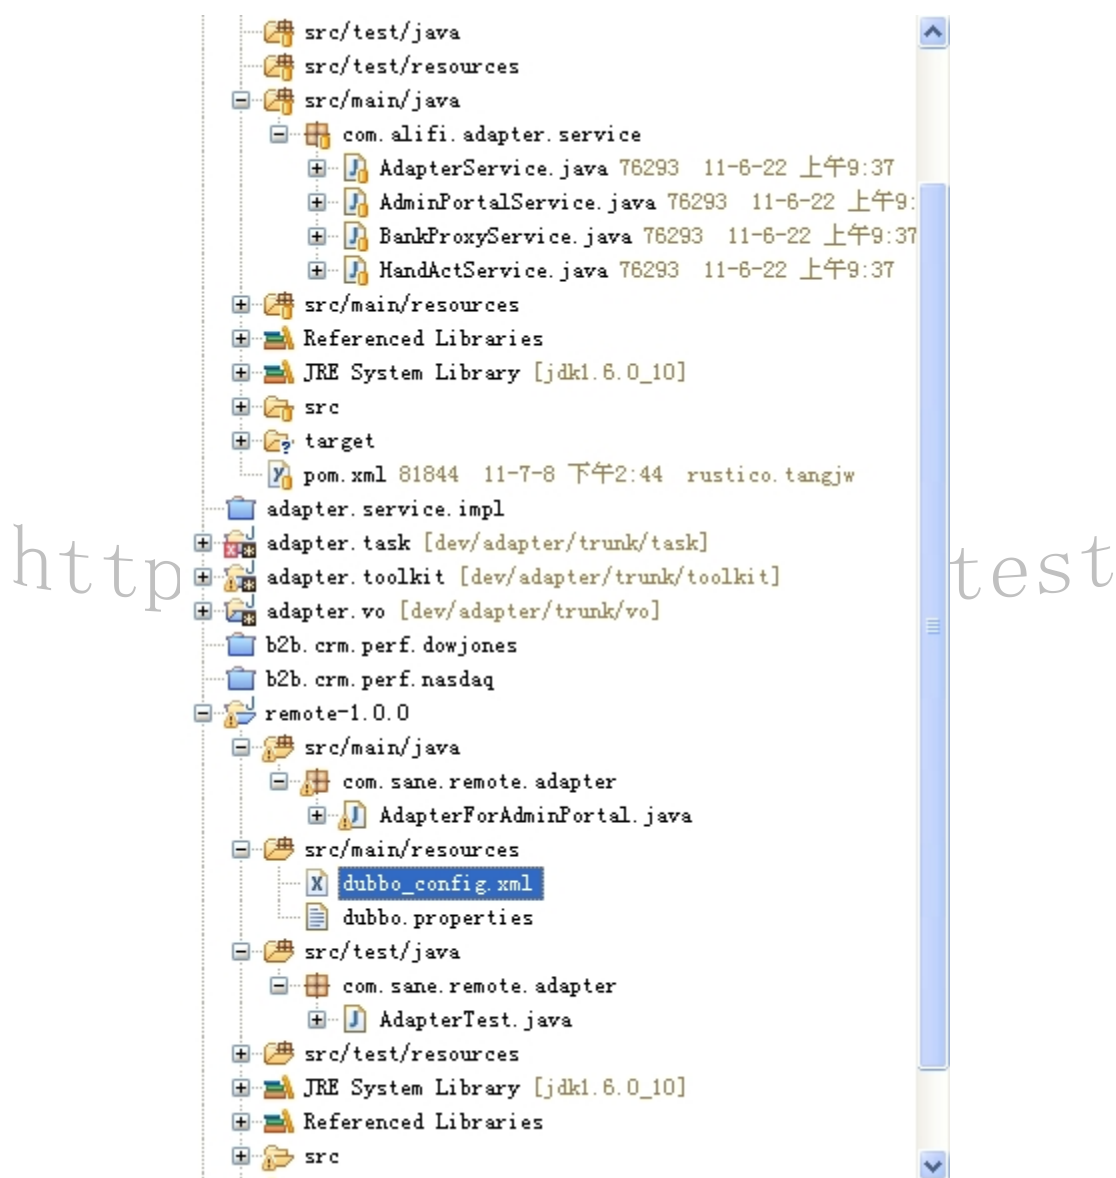 src/test/java
src/test/resources
src/main/java
com.alifi.adapter.service
AdapterService.java 76293 11-6-22 上午9:37
AdminPortalService.java 76293 11-6-22 上午9:
BankProxyService.java 76293 11-6-22 上午9:37
HandActService.java 76293 11-6-22 上午9:37
src/main/resources
Referenced Libraries
JRE System Library [jdk1.6.0_10]
src
target
pom.xml 81844 11-7-8 下午2:44 rustico.tangjw
adapter.service.impl
adapter.task [dev/adapter/trunk/task]
http
test
adapter.toolkit [dev/adapter/trunk/toolkit]
adapter.vo [dev/adapter/trunk/vo]
b2b.crm.perf.dowjones
b2b.crm.perf.nasdaq
remote-1.0.0
src/main/java
com.sane.remote.adapter
AdapterForAdminPortal.java
src/main/resources
dubbo_config.xml
dubbo.properties
src/test/java
com.sane.remote.adapter
AdapterTest.java
src/test/resources
JRE System Library [jdk1.6.0_10]
Referenced Libraries
src